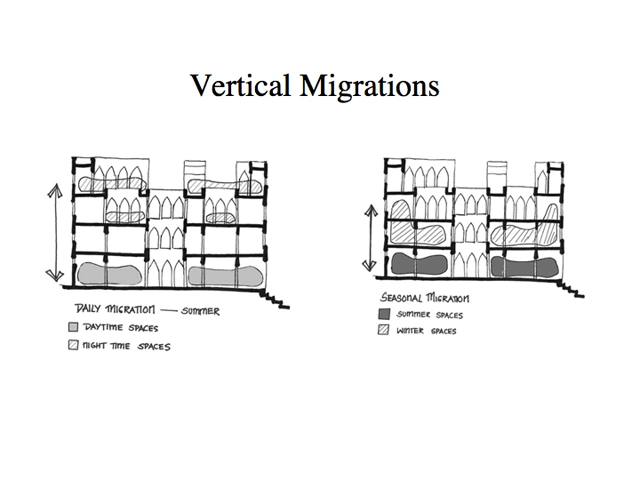 Vertical Migrations
DAILY MIGRATION — SUMMER
DAYTIME SPACES
NIGHT TIME SPACES
SEASONAL MIGRATION
SUMMER SPACES
WINTER SPACES